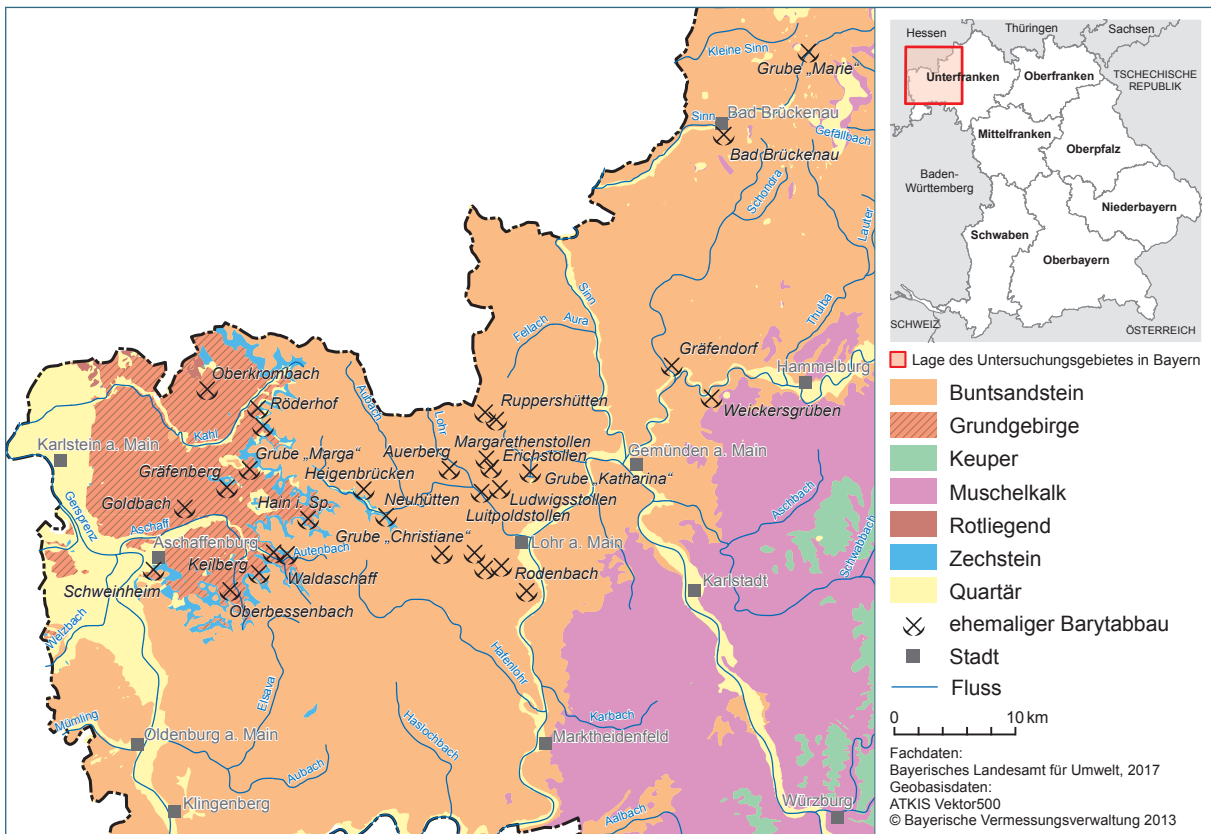 Kleine Sinn
Grube „Marie“
Sinn
Bad Brückenau
Gefällbach
Bad Brückenau
Schondra
Lauter
Sinn
Thulba
Fellach
Aura
Gräfendorf
Hammelburg
Weickersgrüben
Oberkrombach
Röderhof
Aubach
Lohr
Ruppershütten
Kahl
Karlstein a. Main
Grube „Marga“
Auerberg
Margarethenstollen
Erichstollen
Gemünden a. Main
Gräfenberg
Heigenbrücken
Grube „Katharina“
Goldbach
Hain i. Sp.
Neuhütten
Ludwigsstollen
Luitpoldstollen
Gersprenz
Aschaff
Aschaffenburg
Autenbach
Grube „Christiane“
Lohr a. Main
Aschbach
Schwabbach
Schweinheim
Keilberg
Waldaschaff
Rodenbach
Karlstadt
Oberbessenbach
Welzbach
Elsava
Hafenlohr
Haslochbach
Karbach
Mümling
Oldenburg a. Main
Aubach
Marktheidenfeld
Klingenberg
Aalbach
Würzburg
Hessen
Thüringen
Sachsen
Unterfranken
Oberfranken
TSCHECHISCHE
REPUBLIK
Mittelfranken
Oberpfalz
Baden-
Württemberg
Niederbayern
Schwaben
Oberbayern
SCHWEIZ
ÖSTERREICH
Lage des Untersuchungsgebietes in Bayern
Buntsandstein
Grundgebirge
Keuper
Muschelkalk
Rotliegend
Zechstein
Quartär
ehemaliger Barytabbau
Stadt
Fluss
0 10 km
Fachdaten:
Bayerisches Landesamt für Umwelt, 2017
Geobasisdaten:
ATKIS Vektor500
© Bayerische Vermessungsverwaltung 2013